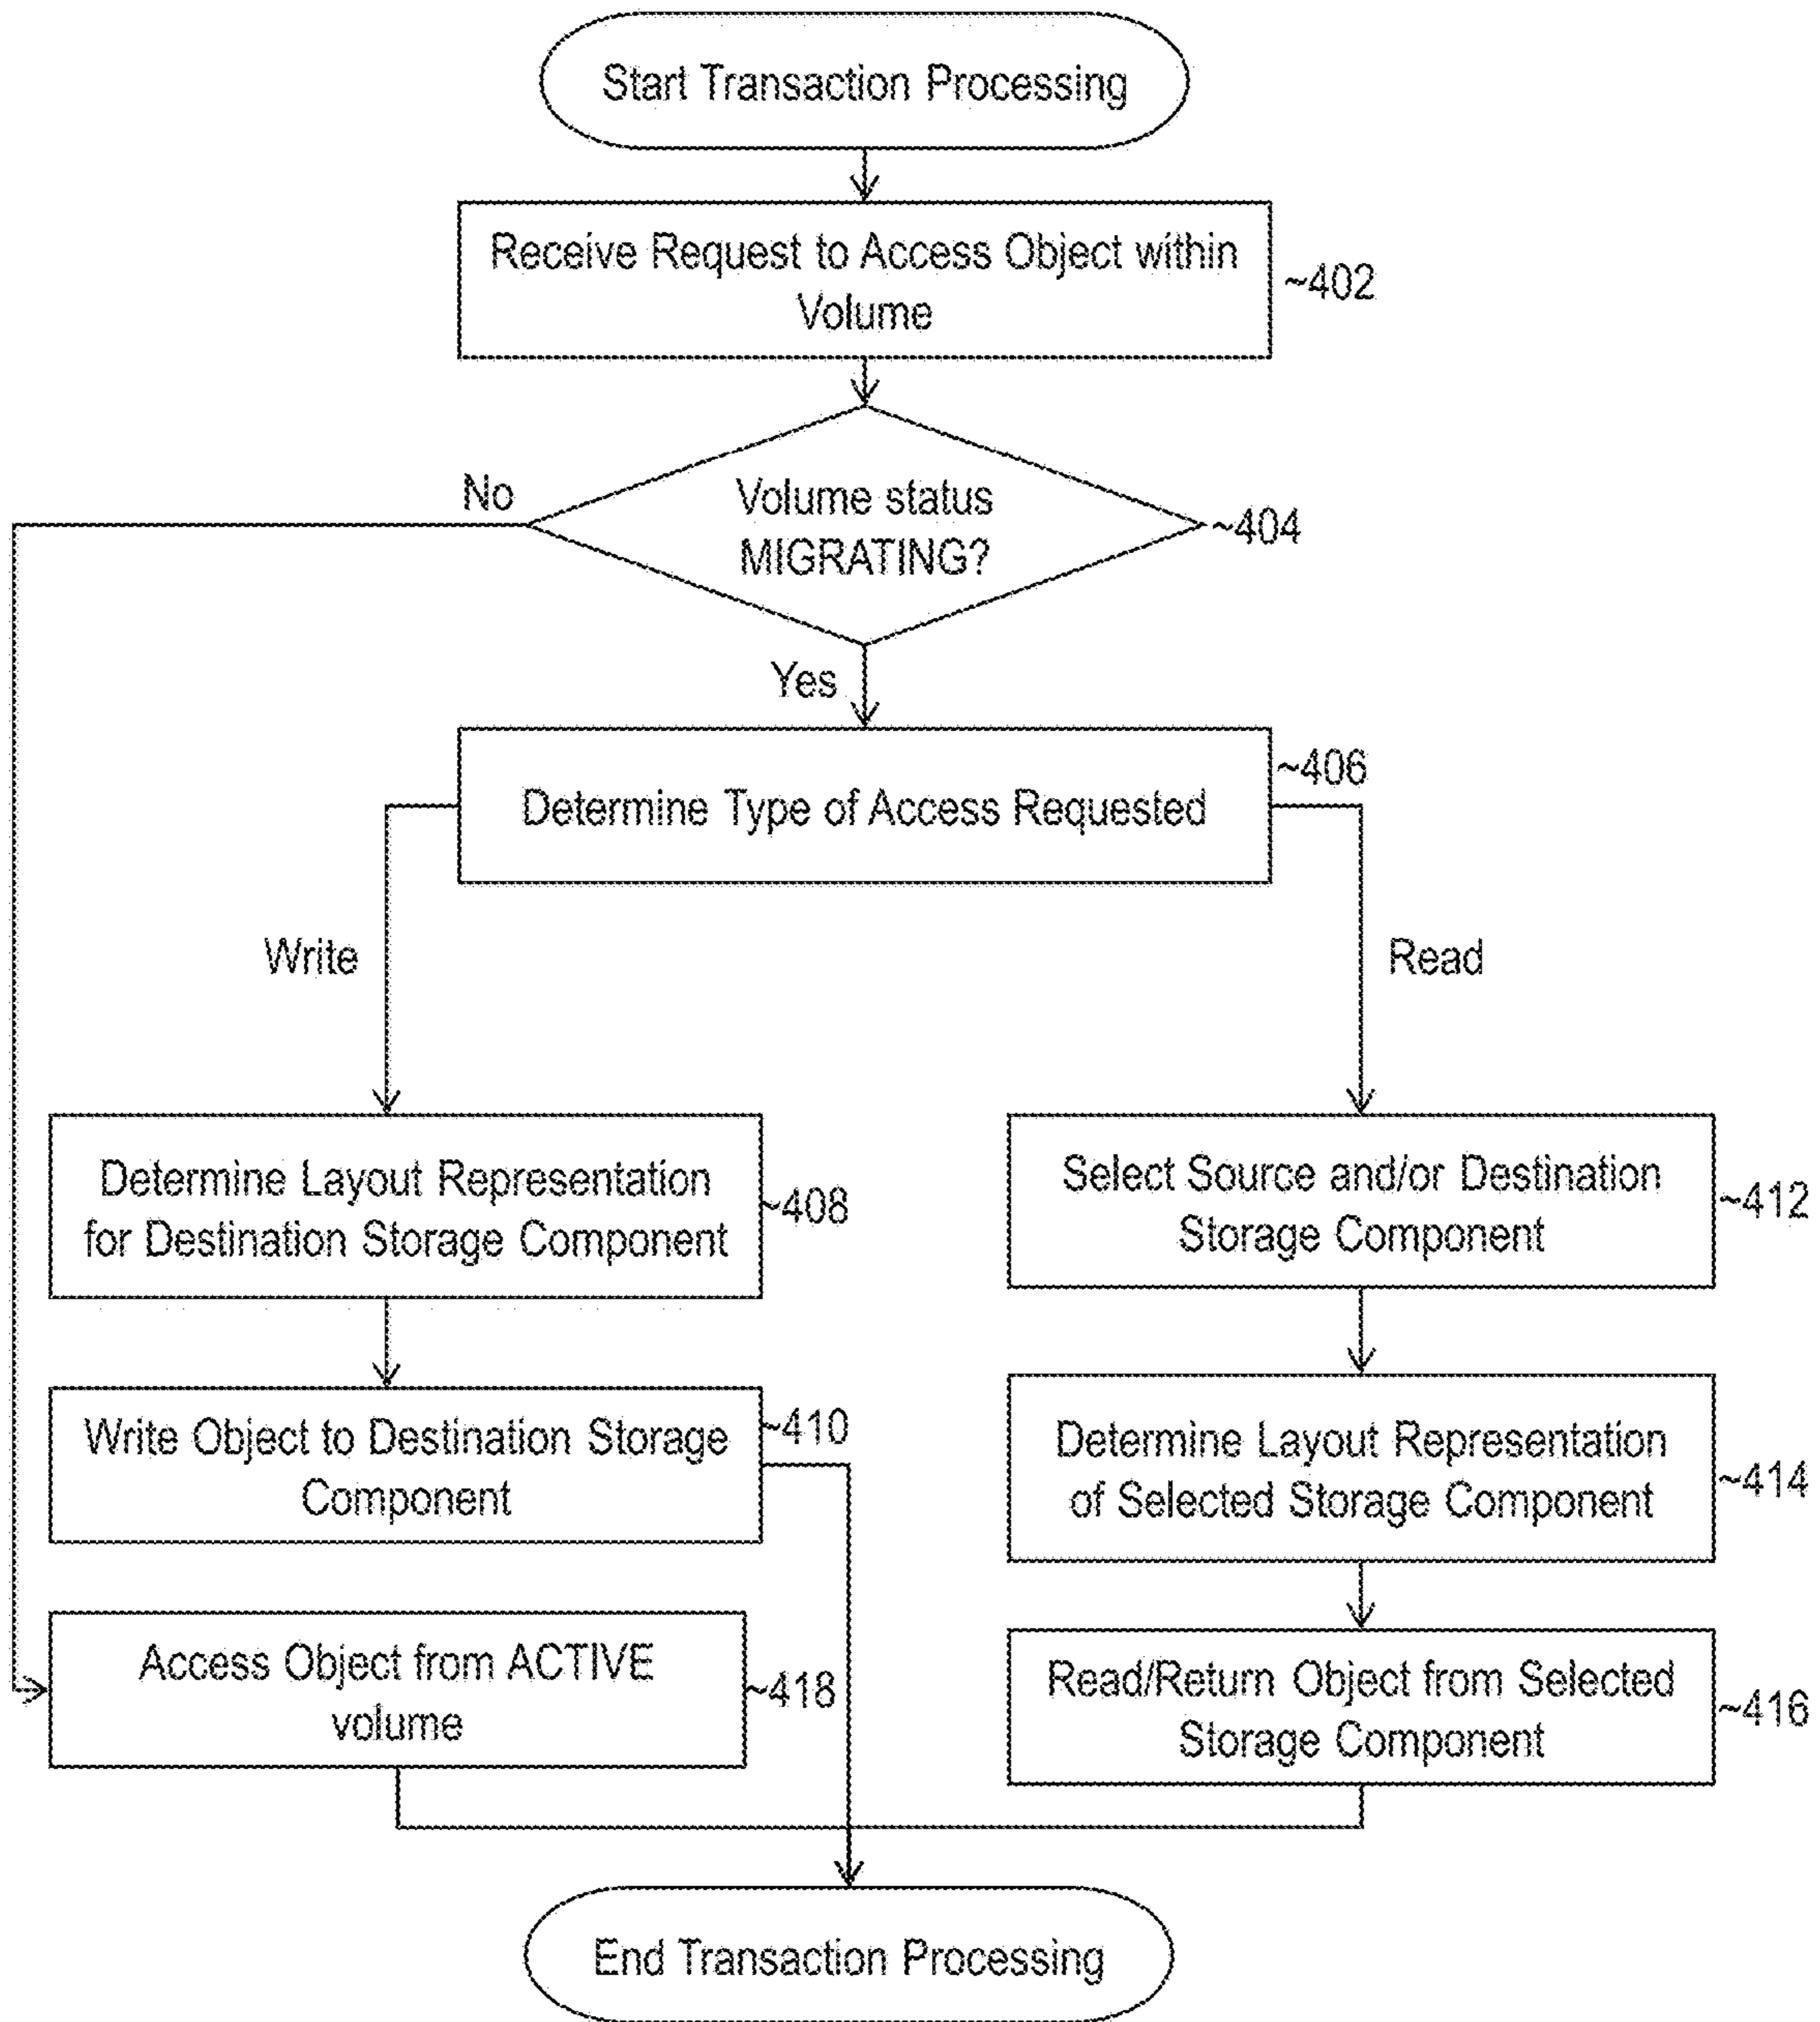 Start Transaction Processing
Receive Request to Access Object within
Volume
~402
No
Volume status
MIGRATING?
~404
Yes
~406
Determine Type of Access Requested
Write
Read
Determine Layout Representation
for Destination Storage Component
~408
Select Source and/or Destination
Storage Component
~412
Write Object to Destination Storage
Component
~410
Determine Layout Representation
of Selected Storage Component
~414
Access Object from ACTIVE
volume
~418
Read/Return Object from Selected
Storage Component
~416
End Transaction Processing